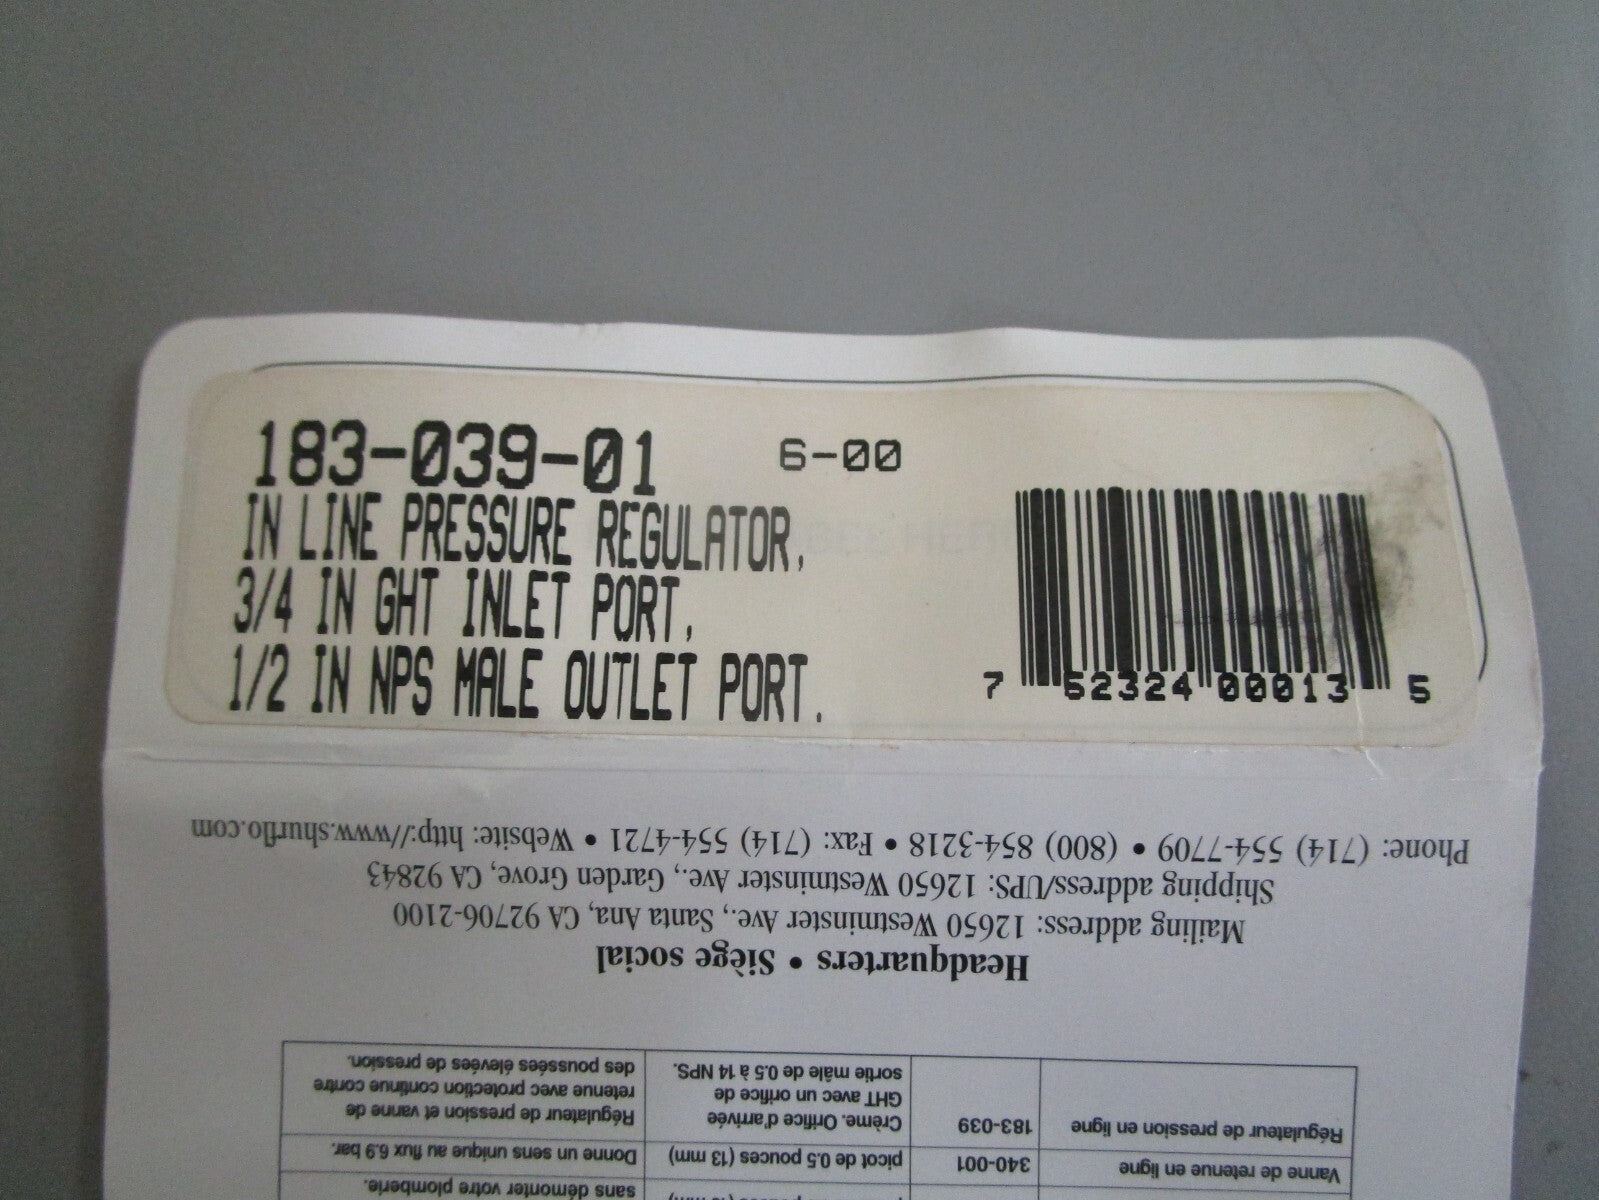 183-039-01 6-00
IN LINE PRESSURE REGULATOR,
3/4 IN GHT INLET PORT,
1/2 IN NPS MALE OUTLET PORT.
7 52324 00013 5
sans démonter votre plomberie.
Vanne de retenue en ligne 340-001 picot de 0.5 pouces (13 mm) Donne un sens unique au flux 6.9 bar.
Régulateur de pression en ligne 183-039 Crème. Orifice d'arrivée GHT avec un orifice de sortie mâle de 0.5 à 14 NPS. Régulateur de pression et vanne de retenue avec protection continue contre des poussées élevées de pression.
Headquarters • Siège social
Mailing address: 12650 Westminster Ave., Santa Ana, CA 92706-2100
Shipping address/UPS: 12650 Westminster Ave., Garden Grove, CA 92843
Phone: (714) 554-7709 • (800) 854-3218 • Fax: (714) 554-4721 • Website: http://www.shurflo.com